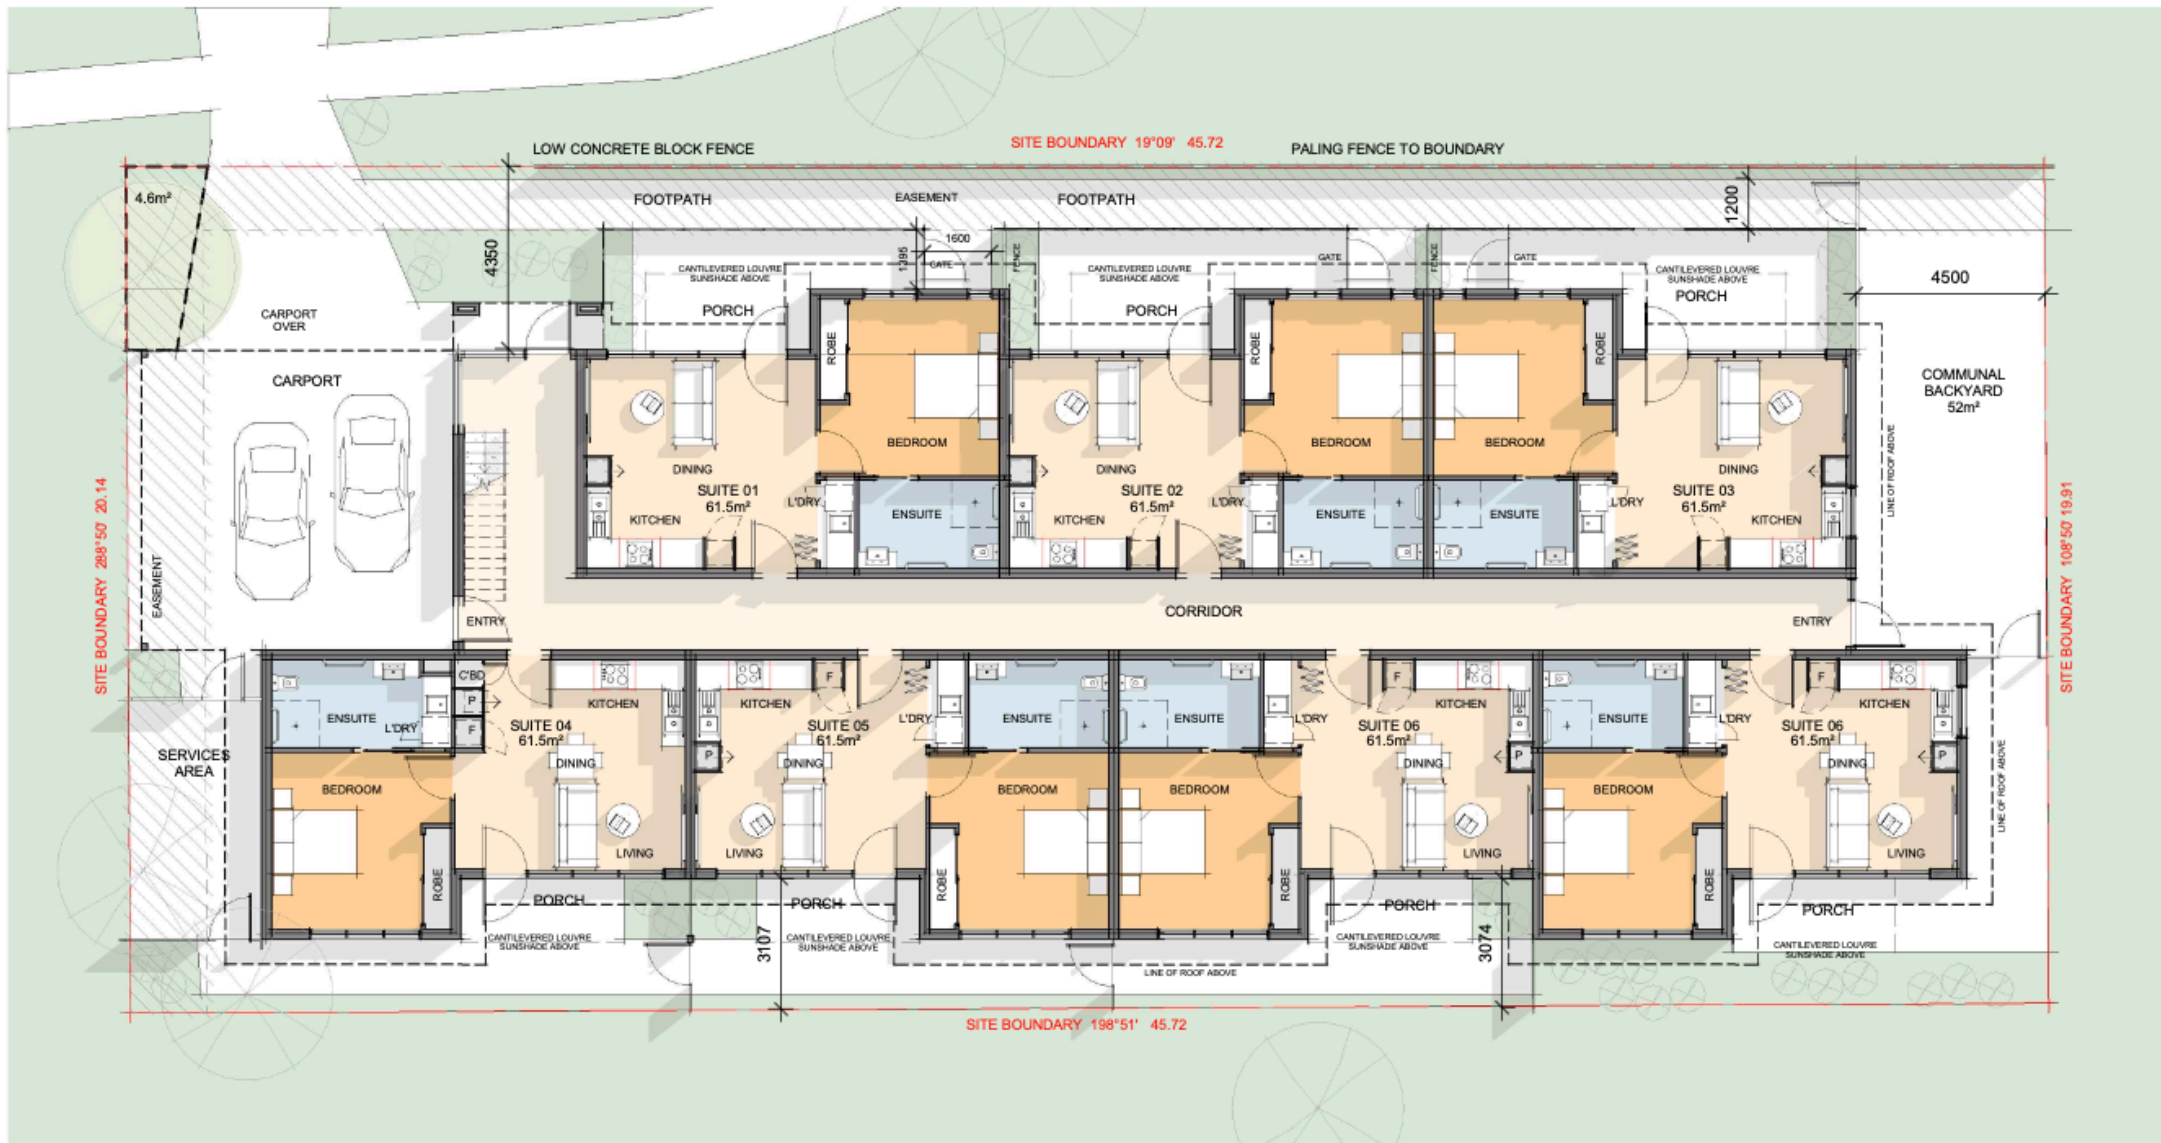 SITE BOUNDARY 19°09' 45.72
LOW CONCRETE BLOCK FENCE
PALING FENCE TO BOUNDARY
4.6m²
FOOTPATH
EASEMENT
FOOTPATH
1200
4350
1395
1600
GATE
FENCE
GATE
FENCE
GATE
CANTILEVERED LOUVRE
SUNSHADE ABOVE
CANTILEVERED LOUVRE
SUNSHADE ABOVE
CANTILEVERED LOUVRE
SUNSHADE ABOVE
4500
PORCH
PORCH
PORCH
CARPORT
OVER
CARPORT
ROBE
ROBE
ROBE
COMMUNAL
BACKYARD
52m²
BEDROOM
BEDROOM
BEDROOM
LINE OF ROOF ABOVE
DINING
DINING
DINING
SUITE 01
61.5m²
SUITE 02
61.5m²
SUITE 03
61.5m²
L'DRY
L'DRY
L'DRY
KITCHEN
ENSUITE
KITCHEN
ENSUITE
ENSUITE
KITCHEN
SITE BOUNDARY 288°50' 20.14
SITE BOUNDARY 108°50' 19.91
EASEMENT
ENTRY
CORRIDOR
ENTRY
C'BD
P
F
F
F
F
KITCHEN
KITCHEN
KITCHEN
KITCHEN
ENSUITE
L'DRY
SUITE 04
61.5m²
SUITE 05
61.5m²
L'DRY
ENSUITE
ENSUITE
L'DRY
SUITE 06
61.5m²
ENSUITE
L'DRY
SUITE 06
61.5m²
P
P
P
SERVICES
AREA
DINING
DINING
DINING
DINING
BEDROOM
BEDROOM
BEDROOM
BEDROOM
LINE OF ROOF ABOVE
LIVING
LIVING
LIVING
LIVING
ROBE
ROBE
ROBE
ROBE
PORCH
PORCH
PORCH
PORCH
CANTILEVERED LOUVRE
SUNSHADE ABOVE
3107
CANTILEVERED LOUVRE
SUNSHADE ABOVE
CANTILEVERED LOUVRE
SUNSHADE ABOVE
3074
CANTILEVERED LOUVRE
SUNSHADE ABOVE
LINE OF ROOF ABOVE
SITE BOUNDARY 198°51' 45.72